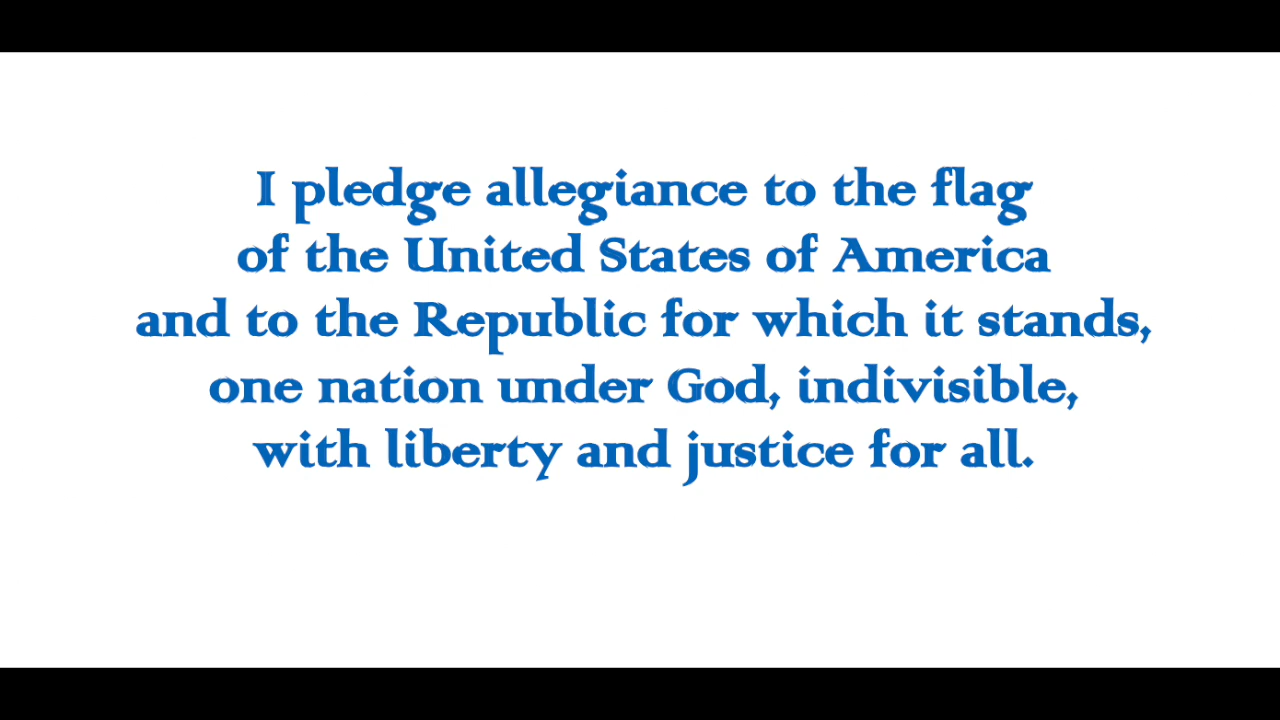 I pledge allegiance to the flag
of the United States of America
and to the Republic for which it stands,
one nation under God, indivisible,
with liberty and justice for all.